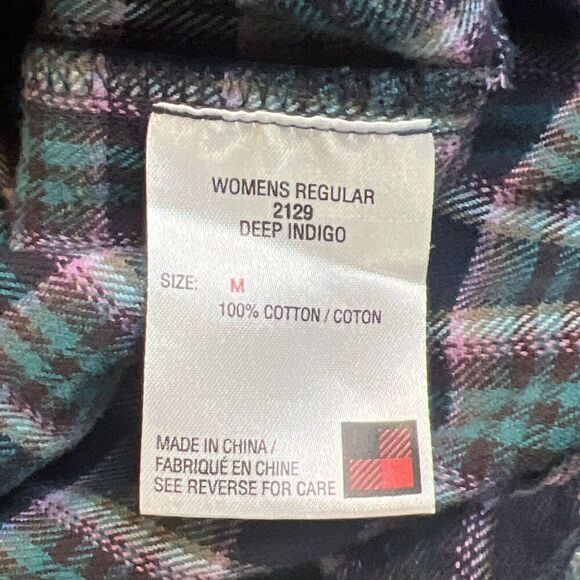 WOMENS REGULAR
2129
DEEP INDIGO
SIZE: M
100% COTTON / COTON
MADE IN CHINA /
FABRIQUÉ EN CHINE
SEE REVERSE FOR CARE